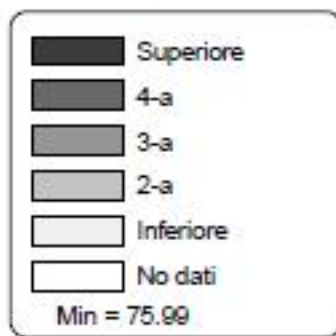 Superiore
4-a
3-a
2-a
Inferiore
No dati
Min = 75.99